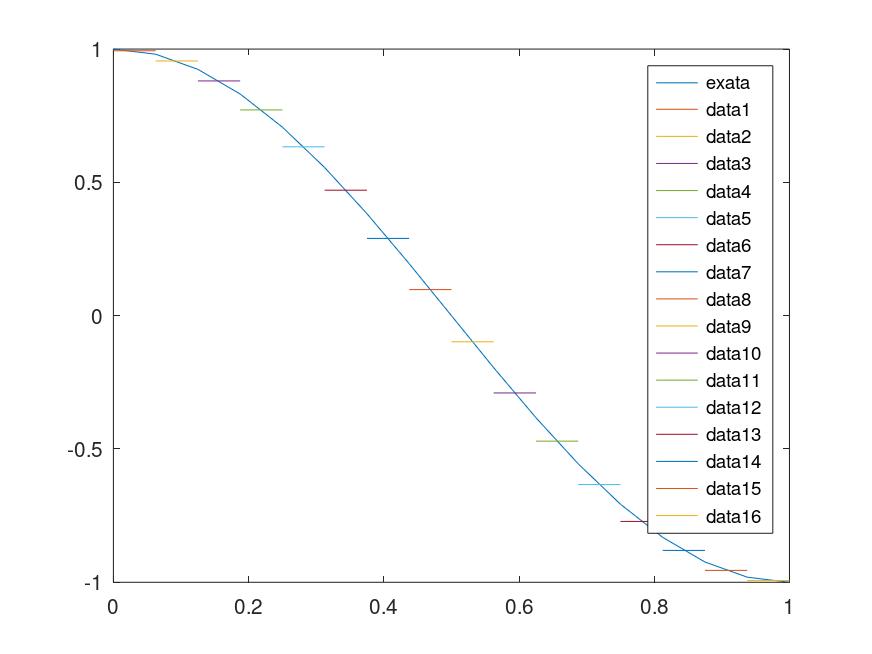 1
0.5
0
-0.5
-1
0
0.2
0.4
0.6
0.8
1
exata
data1
data2
data3
data4
data5
data6
data7
data8
data9
data10
data11
data12
data13
data14
data15
data16